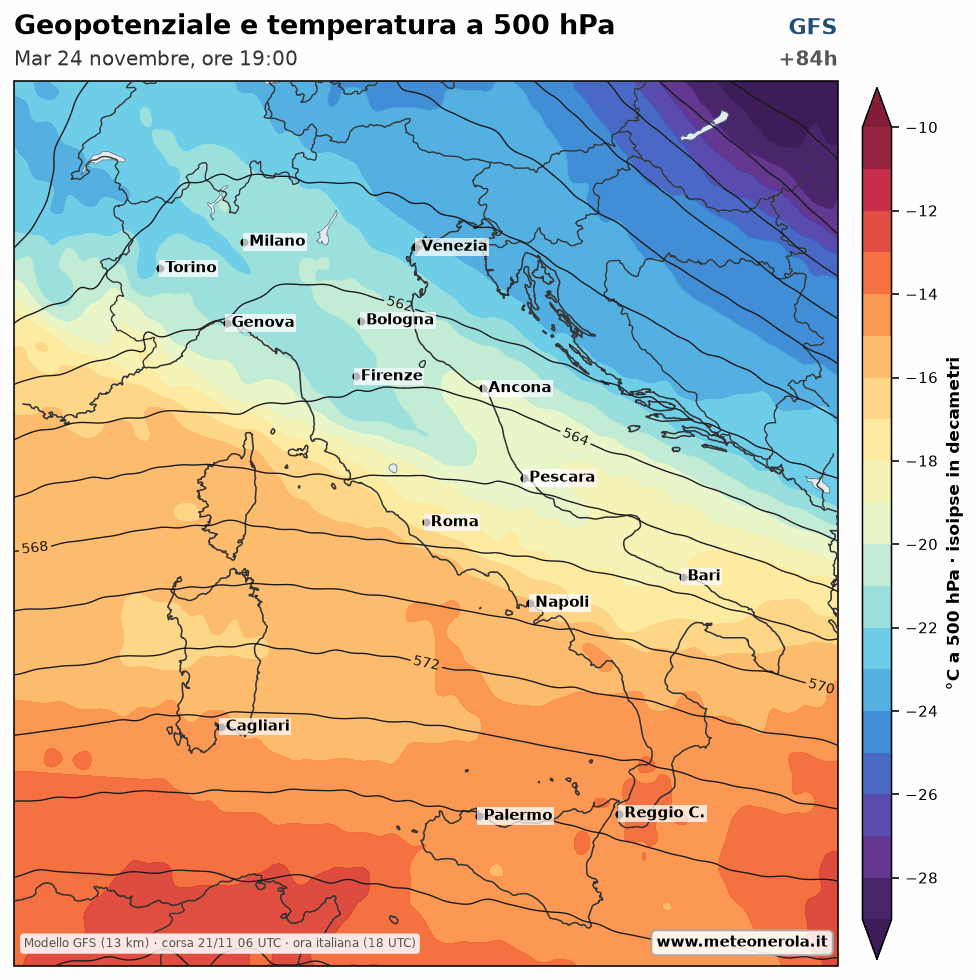 Geopotenziale e temperatura a 500 hPa
GFS
Mar 24 novembre, ore 19:00
+84h
Milano
Venezia
Torino
562
Genova
Bologna
Firenze
Ancona
564
Pescara
Roma
568
Bari
Napoli
572
570
Cagliari
Palermo
Reggio C.
Modello GFS (13 km) · corsa 21/11 06 UTC · ora italiana (18 UTC)
www.meteonerola.it
−10
−12
−14
−16
−18
−20
−22
−24
−26
−28
°C a 500 hPa · isoipse in decametri